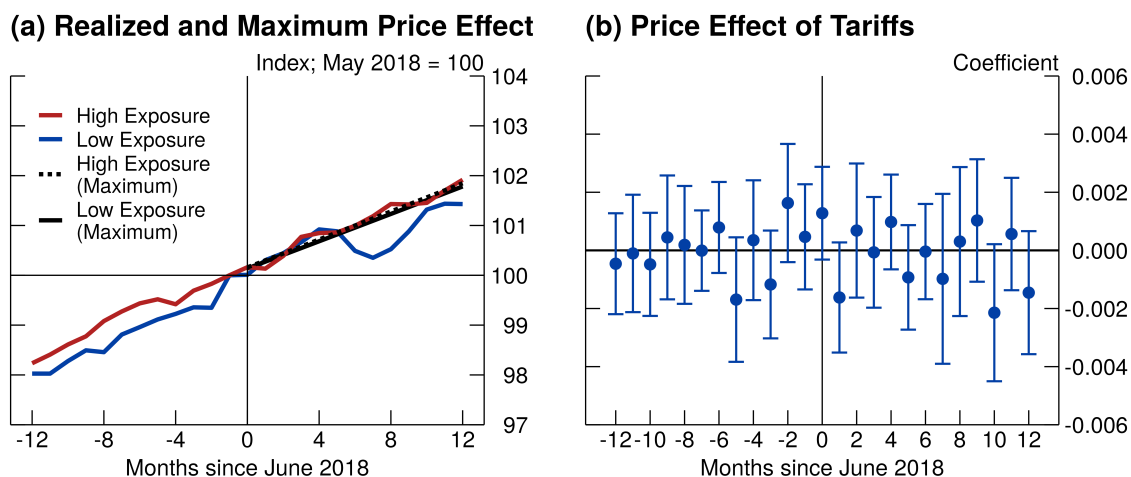 (a) Realized and Maximum Price Effect
Index; May 2018 = 100
104
103
102
101
100
99
98
97
High Exposure
Low Exposure
High Exposure
(Maximum)
Low Exposure
(Maximum)
-12 -8 -4 0 4 8 12
Months since June 2018
(b) Price Effect of Tariffs
Coefficient
0.006
0.004
0.002
0.000
-0.002
-0.004
-0.006
-12 -10 -8 -6 -4 -2 0 2 4 6 8 10 12
Months since June 2018